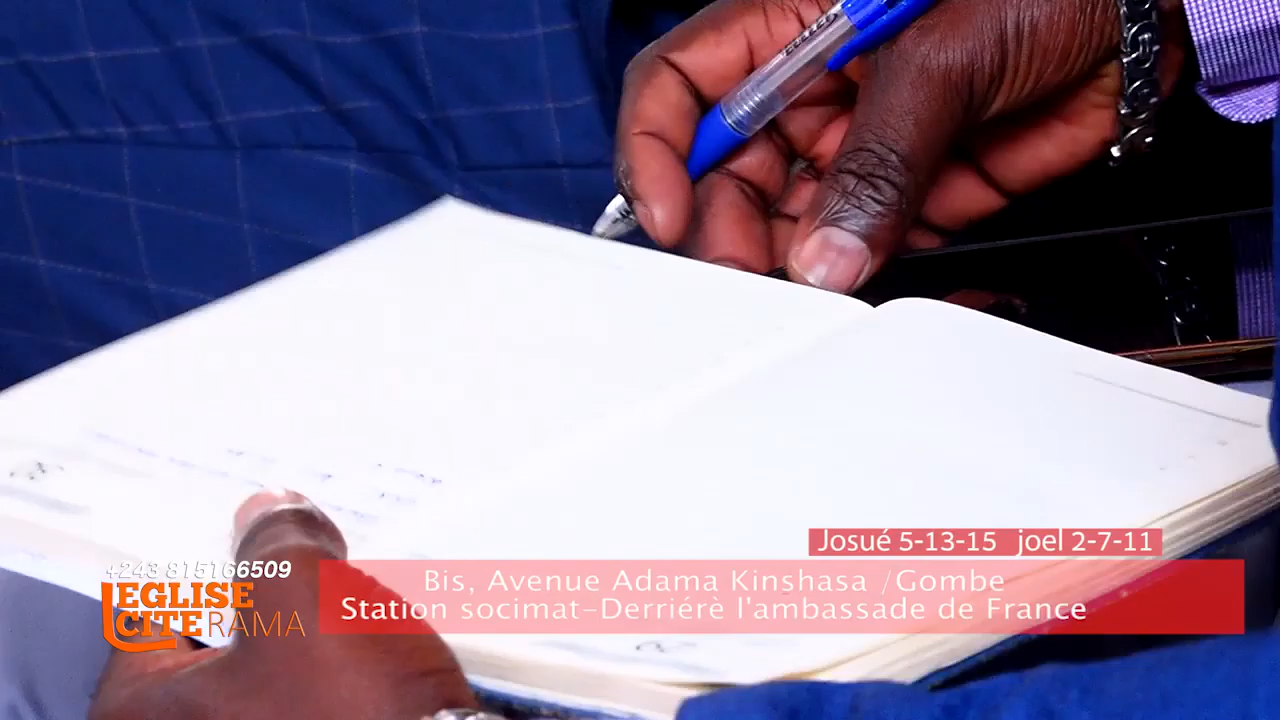 Josué 5-13-15 joel 2-7-11
+243 815166509
Bis, Avenue Adama Kinshasa /Gombe
Station socimat-Derriérè l'ambassade de France
EGLISE
CITERAMA